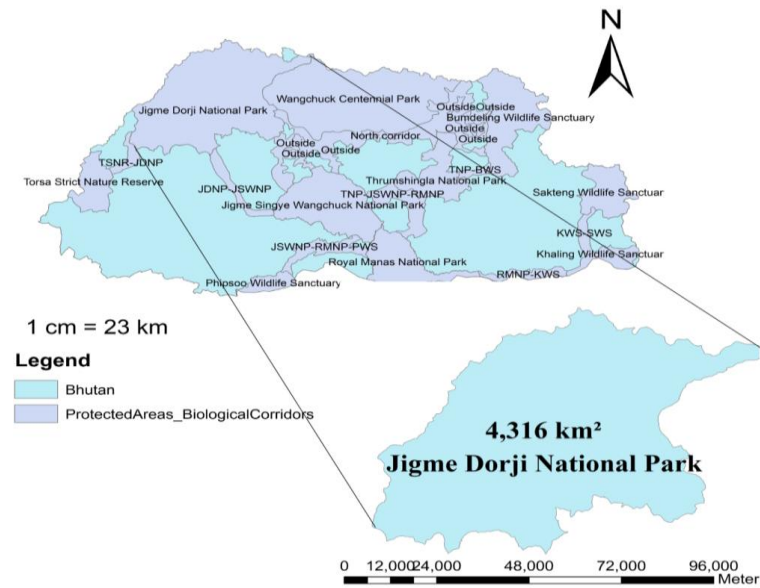 N
Jigme Dorji National Park
Wangchuck Centennial Park
OutsideOutside
Bumdeling Wildlife Sanctuary
Outside
Outside
North corridor
Outside
Outside
Outside
TSNR-JDNP
Torsa Strict Nature Reserve
JDNP-JSWNP
TNP-BWS
Thrumshingla National Park
TNP-JSWNP-RMNP
Jigme Singye Wangchuck National Park
Sakteng Wildlife Sanctuar
KWS-SWS
Khaling Wildlife Sanctuar
JSWNP-RMNP-PWS
Royal Manas National Park
RMNP-KWS
Phipsoo Wildlife Sanctuary
1 cm = 23 km
Legend
Bhutan
ProtectedAreas_BiologicalCorridors
4,316 km²
Jigme Dorji National Park
0 12,00024,000 48,000 72,000 96,000
Meter